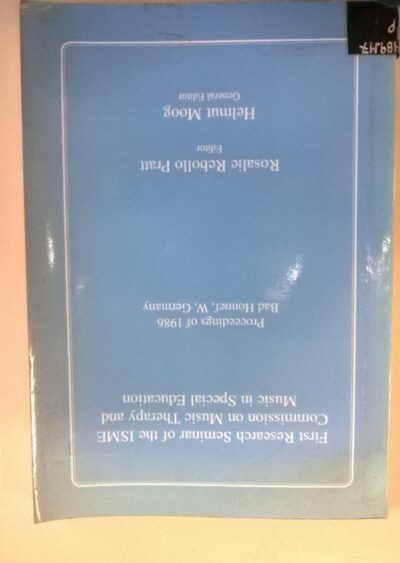 First Research Seminar of the ISME
Commission on Music Therapy and
Music in Special Education
Proceedings of 1986
Bad Honnef, W. Germany
Rosalie Rebollo Pratt
Editor
Helmut Moog
General Editor